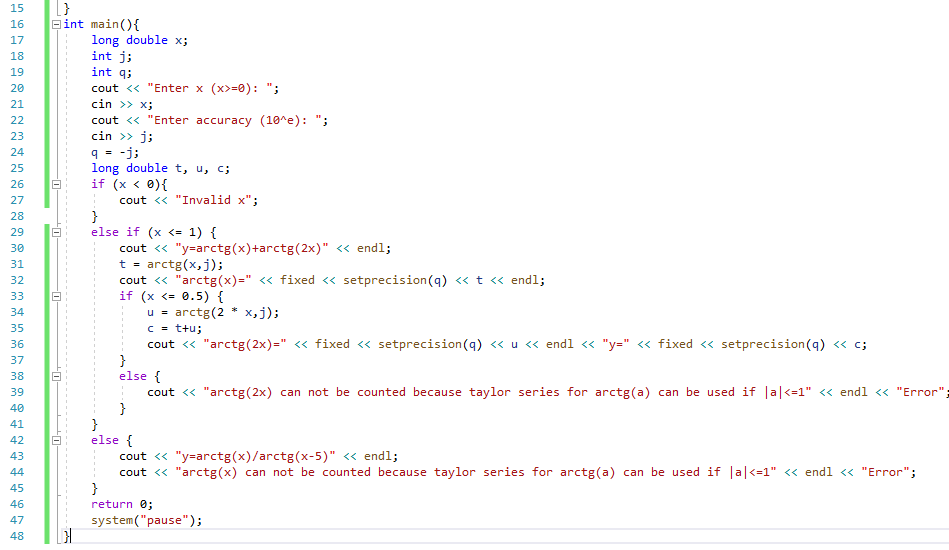 15 }
16 int main(){
17 long double x;
18 int j;
19 int q;
20 cout << "Enter x (x>=0): ";
21 cin >> x;
22 cout << "Enter accuracy (10^e): ";
23 cin >> j;
24 q = -j;
25 long double t, u, c;
26 if (x < 0){
27 cout << "Invalid x";
28 }
29 else if (x <= 1) {
30 cout << "y=arctg(x)+arctg(2x)" << endl;
31 t = arctg(x,j);
32 cout << "arctg(x)=" << fixed << setprecision(q) << t << endl;
33 if (x <= 0.5) {
34 u = arctg(2 * x,j);
35 c = t+u;
36 cout << "arctg(2x)=" << fixed << setprecision(q) << u << endl << "y=" << fixed << setprecision(q) << c;
37 }
38 else {
39 cout << "arctg(2x) can not be counted because taylor series for arctg(a) can be used if |a|<=1" << endl << "Error";
40 }
41 }
42 else {
43 cout << "y=arctg(x)/arctg(x-5)" << endl;
44 cout << "arctg(x) can not be counted because taylor series for arctg(a) can be used if |a|<=1" << endl << "Error";
45 }
46 return 0;
47 system("pause");
48 }